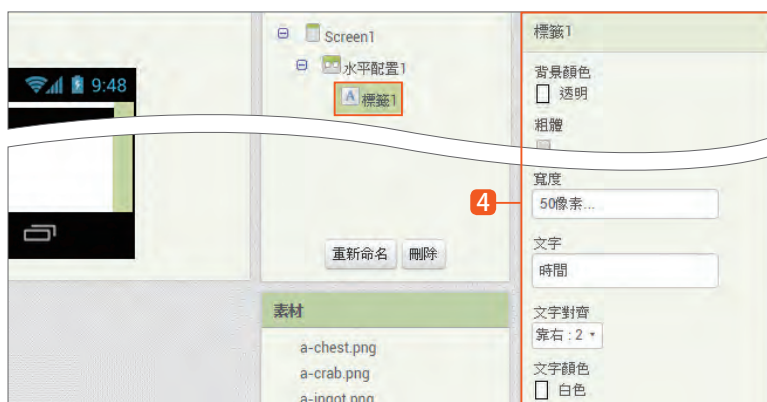 9:48
Screen1
水平配置1
標籤1
重新命名 刪除
素材
a-chest.png
a-crab.png
a-ingot.png
標籤1
背景顏色
透明
粗體
寬度
4
50像素...
文字
時間
文字對齊
靠右 : 2
文字顏色
白色